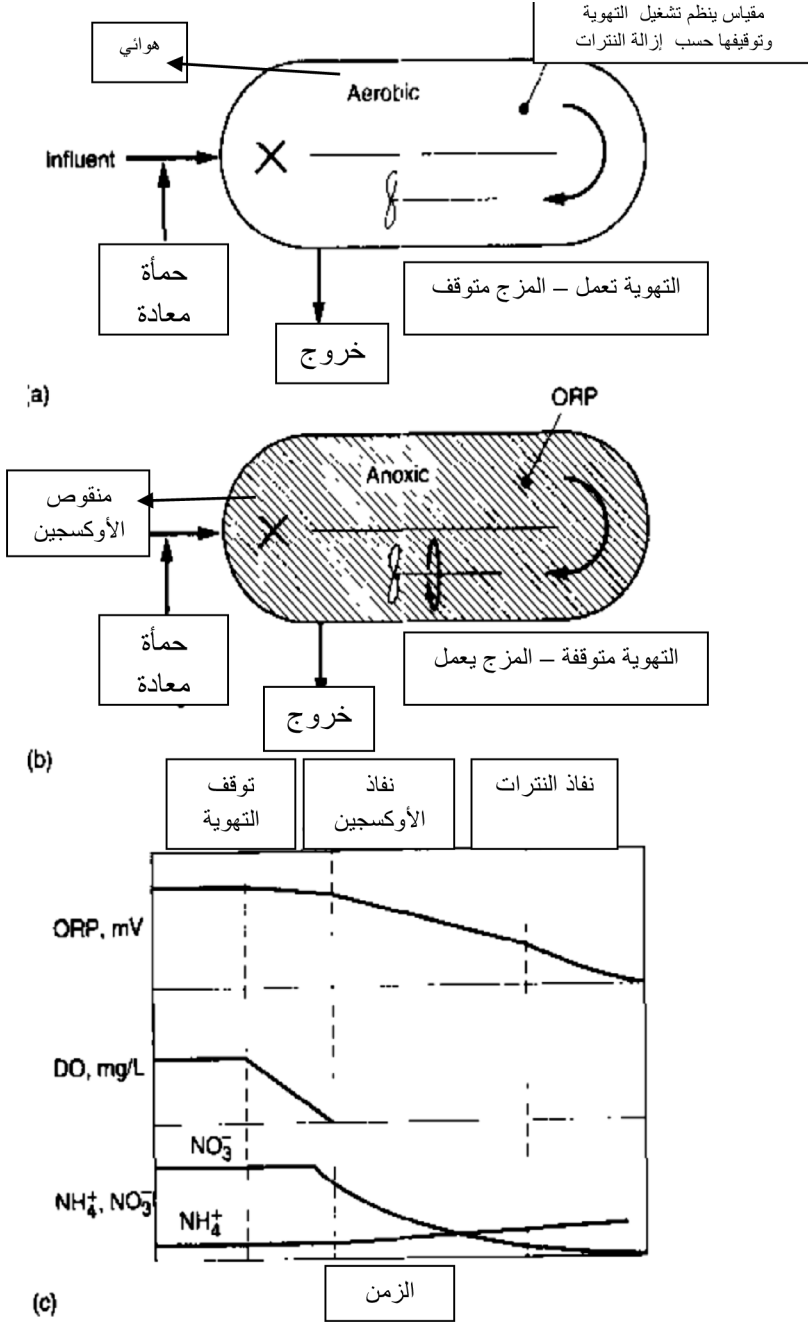 مقياس ينظم تشغيل التهوية
وتوقيفها حسب إزالة النترات
هوائي
Aerobic
Influent
حمأة
معادة
التهوية تعمل – المزج متوقف
خروج
(a)
ORP
Anoxic
منقوص
الأوكسجين
حمأة
معادة
التهوية متوقفة – المزج يعمل
خروج
(b)
توقف
التهوية
نفاذ
الأوكسجين
نفاذ النترات
ORP, mV
DO, mg/L
NO₃⁻
NH₄⁺, NO₃⁻
NH₄⁺
الزمن
(c)